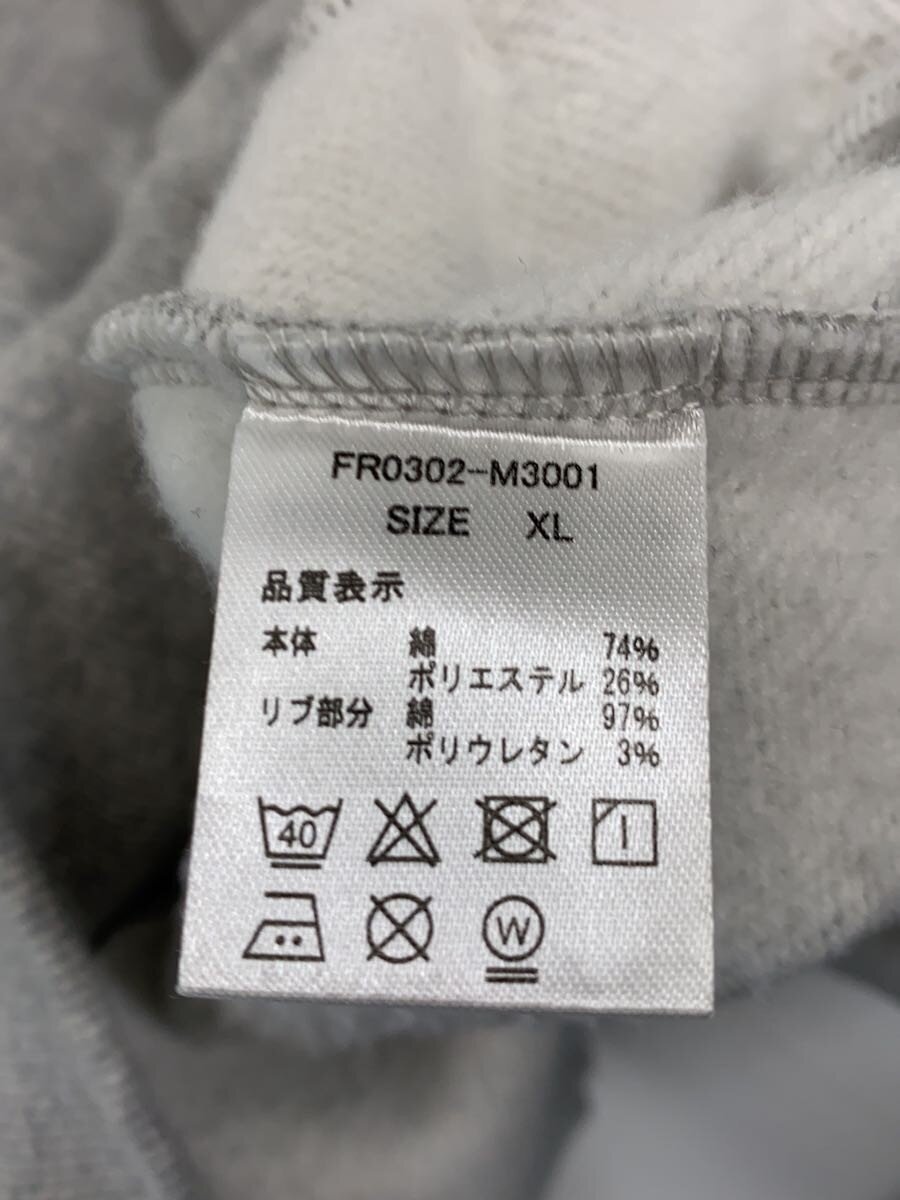 FR0302-M3001
SIZE XL
品質表示
本体 綿 74%
ポリエステル 26%
リブ部分 綿 97%
ポリウレタン 3%
40
W